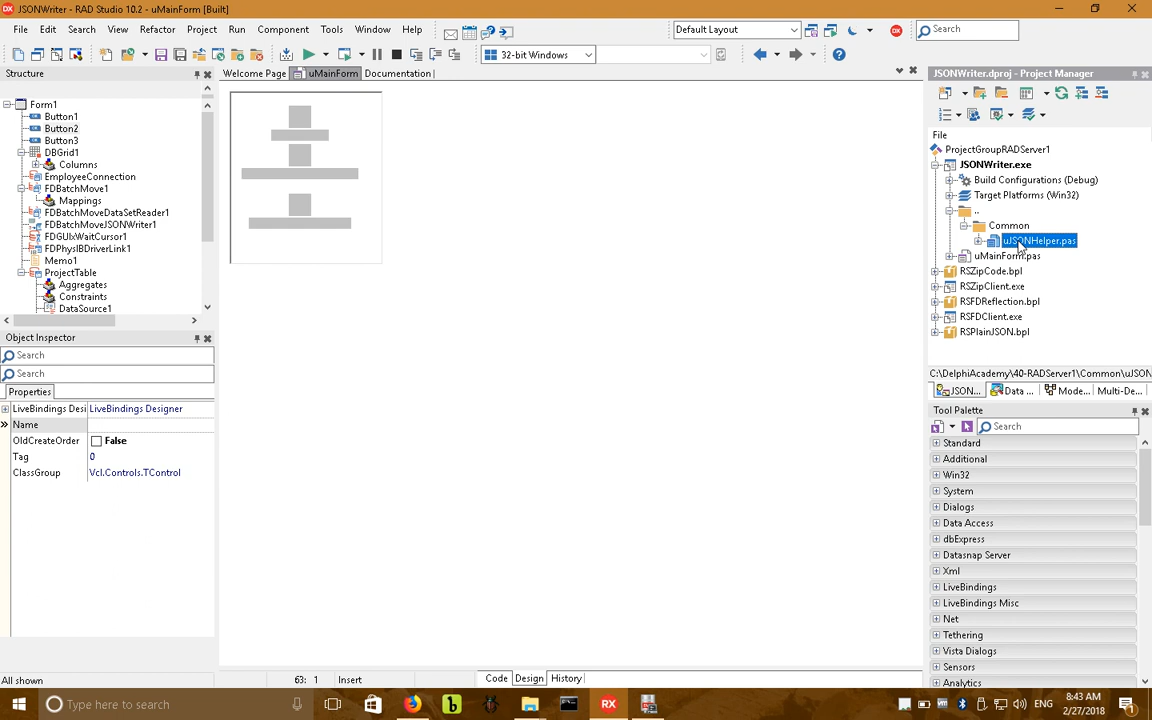 JSONWriter - RAD Studio 10.2 - uMainForm [Built]
File Edit Search View Refactor Project Run Component Tools Window Help
Default Layout
Search
32-bit Windows
Structure
Form1
Button1
Button2
Button3
DBGrid1
Columns
EmployeeConnection
FDBatchMove1
Mappings
FDBatchMoveDataSetReader1
FDBatchMoveJSONWriter1
FDGUIxWaitCursor1
FDPhysIBDriverLink1
Memo1
ProjectTable
Aggregates
Constraints
DataSource1
Object Inspector
Search
Search
Properties
LiveBindings Desi LiveBindings Designer
Name
OldCreateOrder False
Tag 0
ClassGroup Vcl.Controls.TControl
All shown
Welcome Page uMainForm Documentation
63: 1 Insert
Code Design History
JSONWriter.dproj - Project Manager
File
ProjectGroupRADServer1
JSONWriter.exe
Build Configurations (Debug)
Target Platforms (Win32)
..
Common
uJSONHelper.pas
uMainForm.pas
RSZipCode.bpl
RSZipClient.exe
RSFDReflection.bpl
RSFDClient.exe
RSPlainJSON.bpl
C:\DelphiAcademy\40-RADServer1\Common\uJSON
JSON... Data ... Mode... Multi-De...
Tool Palette
Search
Standard
Additional
Win32
System
Dialogs
Data Access
dbExpress
Datasnap Server
Xml
LiveBindings
LiveBindings Misc
Net
Tethering
Vista Dialogs
Sensors
Analytics
Type here to search
RX
ENG
8:43 AM
2/27/2018